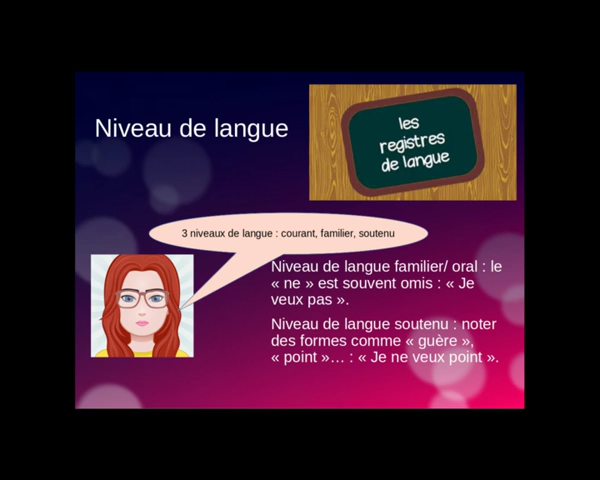 Niveau de langue
les
registres
de langue
3 niveaux de langue : courant, familier, soutenu
Niveau de langue familier/ oral : le
« ne » est souvent omis : « Je
veux pas ».
Niveau de langue soutenu : noter
des formes comme « guère »,
« point »… : « Je ne veux point ».